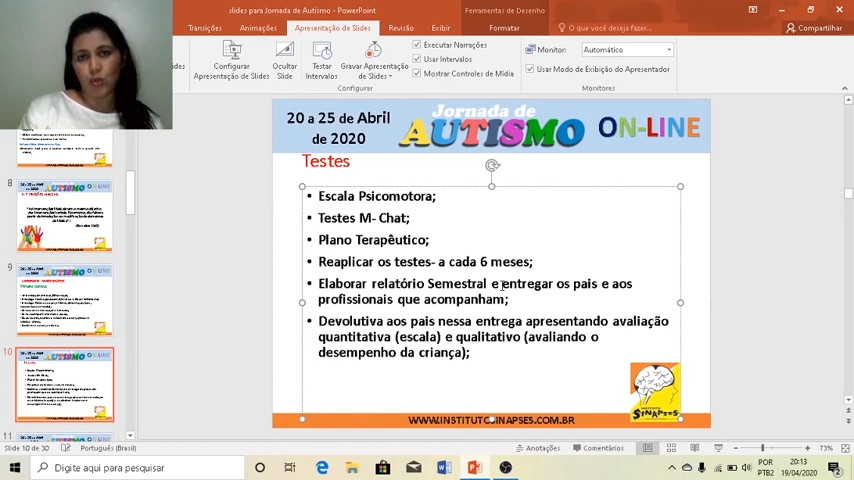 slides para Jornada de Autismo - PowerPoint
Ferramentas de Desenho
Transições
Animações
Apresentação de Slides
Revisão
Exibir
Formatar
O que você deseja fazer...
Compartilhar
Configurar
Apresentação de Slides
Ocultar
Slide
Testar
Intervalos
Gravar Apresentação
de Slides
Executar Narrações
Usar Intervalos
Mostrar Controles de Mídia
Configurar
Monitor:
Automático
Usar Modo de Exibição do Apresentador
Monitores
8
9
10
11
20 a 25 de Abril
de 2020
Jornada de
AUTISMO
ON-LINE
Testes
• Escala Psicomotora;
• Testes M- Chat;
• Plano Terapêutico;
• Reaplicar os testes- a cada 6 meses;
• Elaborar relatório Semestral e entregar os pais e aos
profissionais que acompanham;
• Devolutiva aos pais nessa entrega apresentando avaliação
quantitativa (escala) e qualitativo (avaliando o
desempenho da criança);
SINAPSES
WWW.INSTITUTOSINAPSES.COM.BR
Slide 10 de 30
Português (Brasil)
Anotações
Comentários
73%
Digite aqui para pesquisar
POR
PTB2
20:13
19/04/2020
2